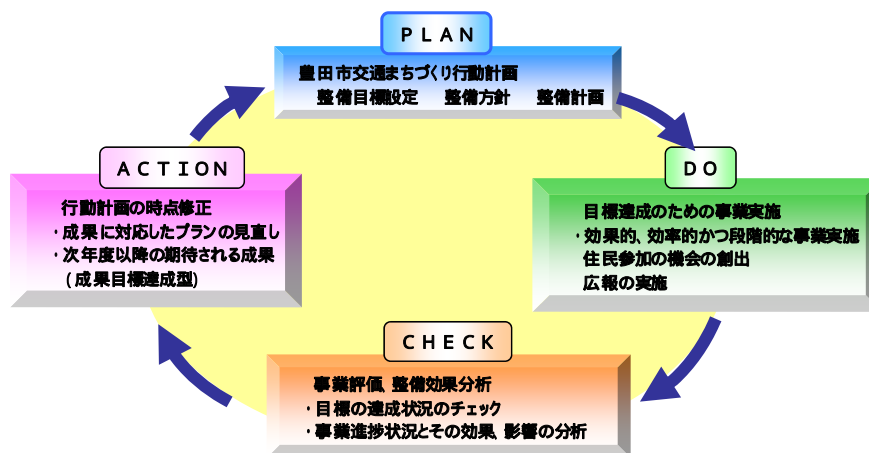 PLAN
豊田市交通まちづくり行動計画
整備目標設定 整備方針 整備計画
DO
目標達成のための事業実施
・効果的、効率的かつ段階的な事業実施
住民参加の機会の創出
広報の実施
CHECK
事業評価、整備効果分析
・目標の達成状況のチェック
・事業進捗状況とその効果、影響の分析
ACTION
行動計画の時点修正
・成果に対応したプランの見直し
・次年度以降の期待される成果
(成果目標達成型)